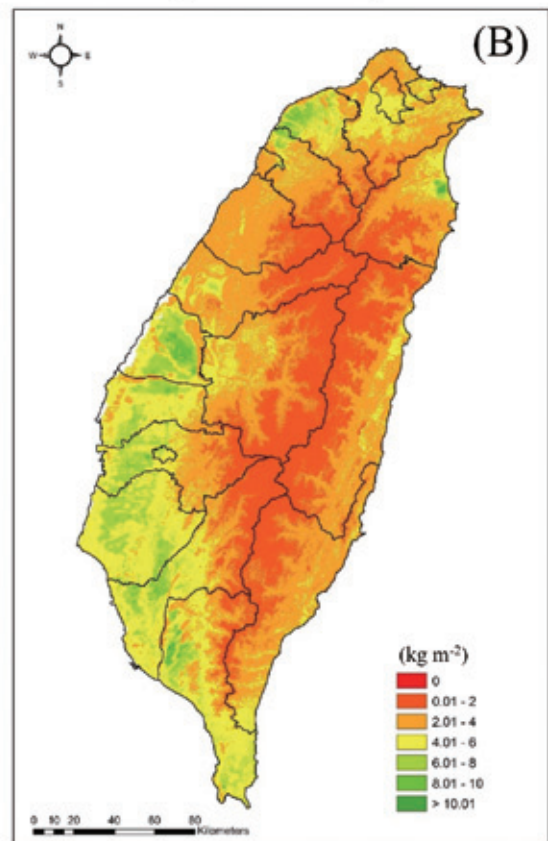 (B)
N
W E
S
(kg m-2)
0
0.01 - 2
2.01 - 4
4.01 - 6
6.01 - 8
8.01 - 10
> 10.01
0 10 20 40 60 80
Kilometers